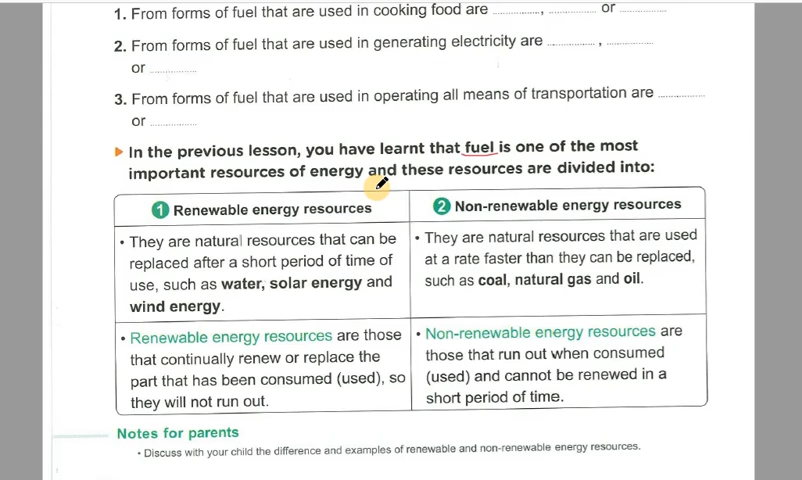 1. From forms of fuel that are used in cooking food are ..............., ............... or ...............
2. From forms of fuel that are used in generating electricity are ..............., ...............
or ...............
3. From forms of fuel that are used in operating all means of transportation are ...............
or ...............
In the previous lesson, you have learnt that fuel is one of the most
important resources of energy and these resources are divided into:
1 Renewable energy resources
• They are natural resources that can be
replaced after a short period of time of
use, such as water, solar energy and
wind energy.
• Renewable energy resources are those
that continually renew or replace the
part that has been consumed (used), so
they will not run out.
2 Non-renewable energy resources
• They are natural resources that are used
at a rate faster than they can be replaced,
such as coal, natural gas and oil.
• Non-renewable energy resources are
those that run out when consumed
(used) and cannot be renewed in a
short period of time.
Notes for parents
• Discuss with your child the difference and examples of renewable and non-renewable energy resources.